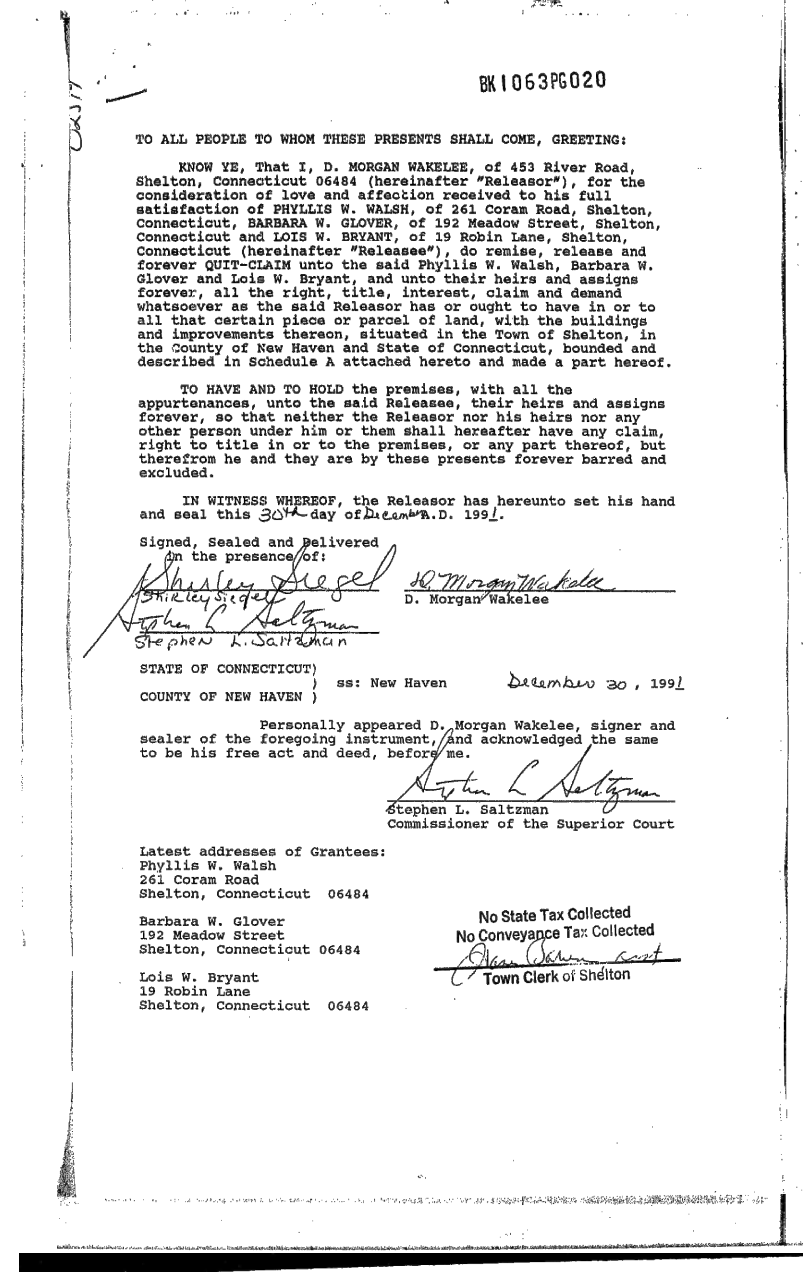 BK1063PG020
TO ALL PEOPLE TO WHOM THESE PRESENTS SHALL COME, GREETING:
KNOW YE, That I, D. MORGAN WAKELEE, of 453 River Road,
Shelton, Connecticut 06484 (hereinafter "Releasor"), for the
consideration of love and affection received to his full
satisfaction of PHYLLIS W. WALSH, of 261 Coram Road, Shelton,
Connecticut, BARBARA W. GLOVER, of 192 Meadow Street, Shelton,
Connecticut and LOIS W. BRYANT, of 19 Robin Lane, Shelton,
Connecticut (hereinafter "Releasee"), do remise, release and
forever QUIT-CLAIM unto the said Phyllis W. Walsh, Barbara W.
Glover and Lois W. Bryant, and unto their heirs and assigns
forever, all the right, title, interest, claim and demand
whatsoever as the said Releasor has or ought to have in or to
all that certain piece or parcel of land, with the buildings
and improvements thereon, situated in the Town of Shelton, in
the County of New Haven and State of Connecticut, bounded and
described in Schedule A attached hereto and made a part hereof.
TO HAVE AND TO HOLD the premises, with all the
appurtenances, unto the said Releasee, their heirs and assigns
forever, so that neither the Releasor nor his heirs nor any
other person under him or them shall hereafter have any claim,
right to title in or to the premises, or any part thereof, but
therefrom he and they are by these presents forever barred and
excluded.
IN WITNESS WHEREOF, the Releasor has hereunto set his hand
and seal this 30th day of December A.D. 1991.
Signed, Sealed and Delivered
in the presence of:
Shirley Siegel D. Morgan Wakelee
Shirley Siegel D. Morgan Wakelee
Stephen L Saltzman
Stephen L. Saltzman
STATE OF CONNECTICUT)
) ss: New Haven December 30, 1991
COUNTY OF NEW HAVEN )
Personally appeared D. Morgan Wakelee, signer and
sealer of the foregoing instrument, and acknowledged the same
to be his free act and deed, before me.
Stephen L Saltzman
Stephen L. Saltzman
Commissioner of the Superior Court
Latest addresses of Grantees:
Phyllis W. Walsh
261 Coram Road
Shelton, Connecticut 06484
Barbara W. Glover
192 Meadow Street
Shelton, Connecticut 06484
Lois W. Bryant
19 Robin Lane
Shelton, Connecticut 06484
No State Tax Collected
No Conveyance Tax Collected
Town Clerk of Shelton